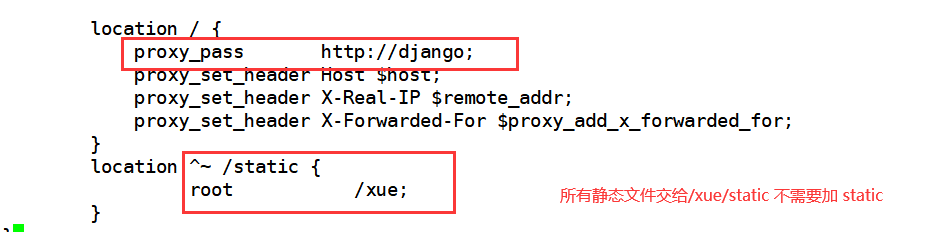 location / {
proxy_pass http://django;
proxy_set_header Host $host;
proxy_set_header X-Real-IP $remote_addr;
proxy_set_header X-Forwarded-For $proxy_add_x_forwarded_for;
}
location ^~ /static {
root /xue;
所有静态文件交给/xue/static 不需要加 static
}
}